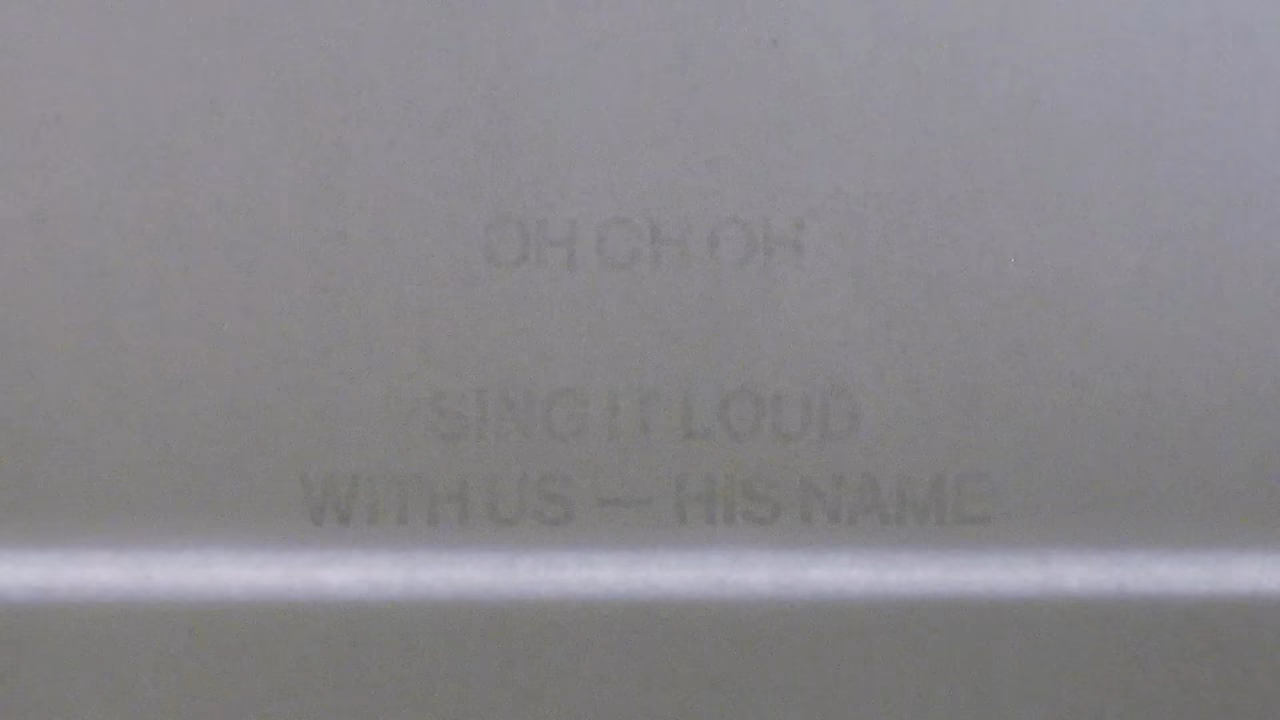 OH OH OH
SING IT LOUD
WITH US — HIS NAME